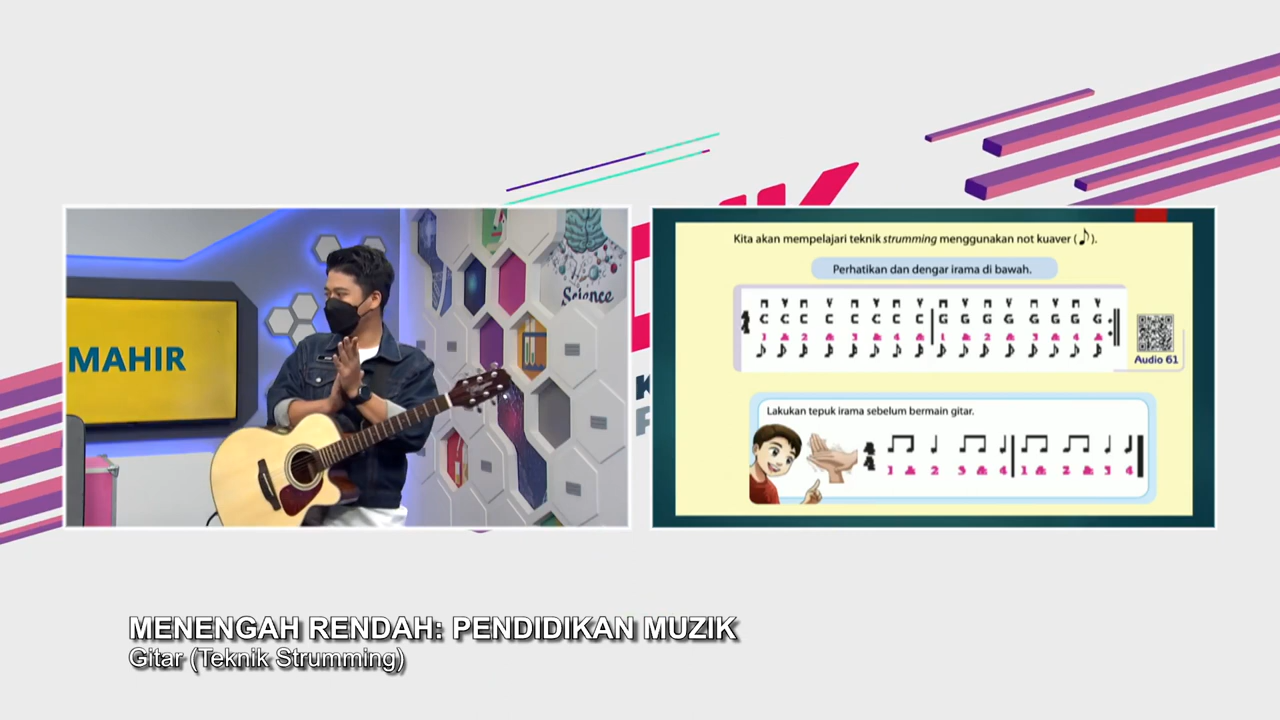 MAHIR
Science
Kita akan mempelajari teknik strumming menggunakan not kuaver (♪).
Perhatikan dan dengar irama di bawah.
C C C C C C C C G G G G G G G G
1 & 2 & 3 & 4 & 1 & 2 & 3 & 4 &
Audio 61
Lakukan tepuk irama sebelum bermain gitar.
4
4
1 & 2 3 & 4 1 & 2 & 3 4
MENENGAH RENDAH: PENDIDIKAN MUZIK
Gitar (Teknik Strumming)